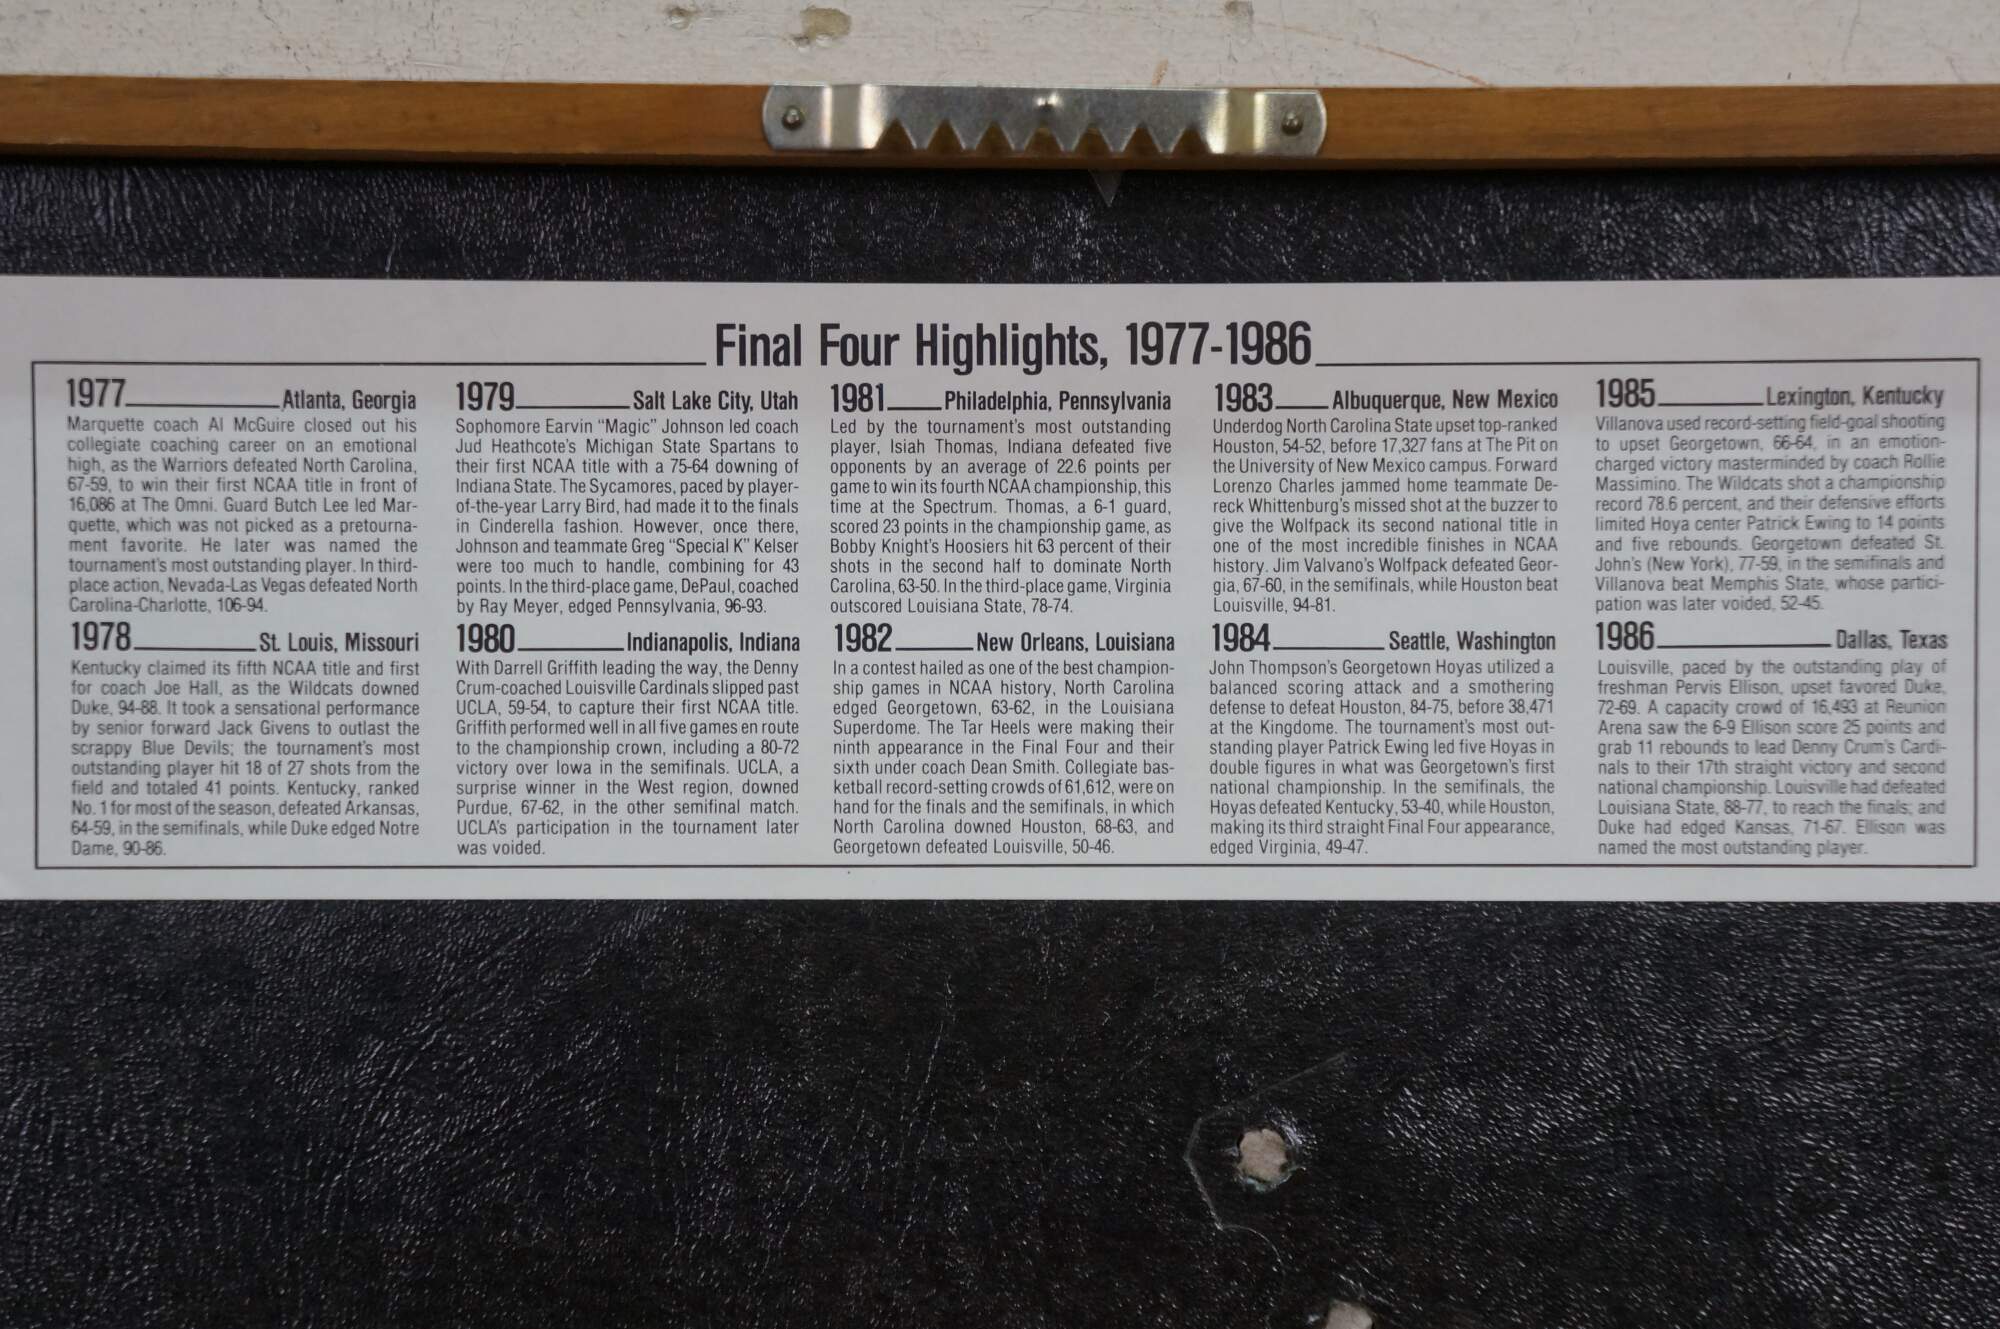 Final Four Highlights, 1977-1986
1977 Atlanta, Georgia
Marquette coach Al McGuire closed out his
collegiate coaching career on an emotional
high, as the Warriors defeated North Carolina,
67-59, to win their first NCAA title in front of
16,086 at The Omni. Guard Butch Lee led Mar-
quette, which was not picked as a pretourna-
ment favorite. He later was named the
tournament's most outstanding player. In third-
place action, Nevada-Las Vegas defeated North
Carolina-Charlotte, 106-94.
1978 St. Louis, Missouri
Kentucky claimed its fifth NCAA title and first
for coach Joe Hall, as the Wildcats downed
Duke, 94-88. It took a sensational performance
by senior forward Jack Givens to outlast the
scrappy Blue Devils; the tournament's most
outstanding player hit 18 of 27 shots from the
field and totaled 41 points. Kentucky, ranked
No. 1 for most of the season, defeated Arkansas,
64-59, in the semifinals, while Duke edged Notre
Dame, 90-86.
1979 Salt Lake City, Utah
Sophomore Earvin "Magic" Johnson led coach
Jud Heathcote's Michigan State Spartans to
their first NCAA title with a 75-64 downing of
Indiana State. The Sycamores, paced by player-
of-the-year Larry Bird, had made it to the finals
in Cinderella fashion. However, once there,
Johnson and teammate Greg "Special K" Kelser
were too much to handle, combining for 43
points. In the third-place game, DePaul, coached
by Ray Meyer, edged Pennsylvania, 96-93.
1980 Indianapolis, Indiana
With Darrell Griffith leading the way, the Denny
Crum-coached Louisville Cardinals slipped past
UCLA, 59-54, to capture their first NCAA title.
Griffith performed well in all five games en route
to the championship crown, including a 80-72
victory over Iowa in the semifinals. UCLA, a
surprise winner in the West region, downed
Purdue, 67-62, in the other semifinal match.
UCLA's participation in the tournament later
was voided.
1981 Philadelphia, Pennsylvania
Led by the tournament's most outstanding
player, Isiah Thomas, Indiana defeated five
opponents by an average of 22.6 points per
game to win its fourth NCAA championship, this
time at the Spectrum. Thomas, a 6-1 guard,
scored 23 points in the championship game, as
Bobby Knight's Hoosiers hit 63 percent of their
shots in the second half to dominate North
Carolina, 63-50. In the third-place game, Virginia
outscored Louisiana State, 78-74.
1982 New Orleans, Louisiana
In a contest hailed as one of the best champion-
ship games in NCAA history, North Carolina
edged Georgetown, 63-62, in the Louisiana
Superdome. The Tar Heels were making their
ninth appearance in the Final Four and their
sixth under coach Dean Smith. Collegiate bas-
ketball record-setting crowds of 61,612, were on
hand for the finals and the semifinals, in which
North Carolina downed Houston, 68-63, and
Georgetown defeated Louisville, 50-46.
1983 Albuquerque, New Mexico
Underdog North Carolina State upset top-ranked
Houston, 54-52, before 17,327 fans at The Pit on
the University of New Mexico campus. Forward
Lorenzo Charles jammed home teammate De-
reck Whittenburg's missed shot at the buzzer to
give the Wolfpack its second national title in
one of the most incredible finishes in NCAA
history. Jim Valvano's Wolfpack defeated Geor-
gia, 67-60, in the semifinals, while Houston beat
Louisville, 94-81.
1984 Seattle, Washington
John Thompson's Georgetown Hoyas utilized a
balanced scoring attack and a smothering
defense to defeat Houston, 84-75, before 38,471
at the Kingdome. The tournament's most out-
standing player Patrick Ewing led five Hoyas in
double figures in what was Georgetown's first
national championship. In the semifinals, the
Hoyas defeated Kentucky, 53-40, while Houston,
making its third straight Final Four appearance,
edged Virginia, 49-47.
1985 Lexington, Kentucky
Villanova used record-setting field-goal shooting
to upset Georgetown, 66-64, in an emotion-
charged victory masterminded by coach Rollie
Massimino. The Wildcats shot a championship
record 78.6 percent, and their defensive efforts
limited Hoya center Patrick Ewing to 14 points
and five rebounds. Georgetown defeated St.
John's (New York), 77-59, in the semifinals and
Villanova beat Memphis State, whose partici-
pation was later voided, 52-45.
1986 Dallas, Texas
Louisville, paced by the outstanding play of
freshman Pervis Ellison, upset favored Duke,
72-69. A capacity crowd of 16,493 at Reunion
Arena saw the 6-9 Ellison score 25 points and
grab 11 rebounds to lead Denny Crum's Cardi-
nals to their 17th straight victory and second
national championship. Louisville had defeated
Louisiana State, 88-77, to reach the finals; and
Duke had edged Kansas, 71-67. Ellison was
named the most outstanding player.